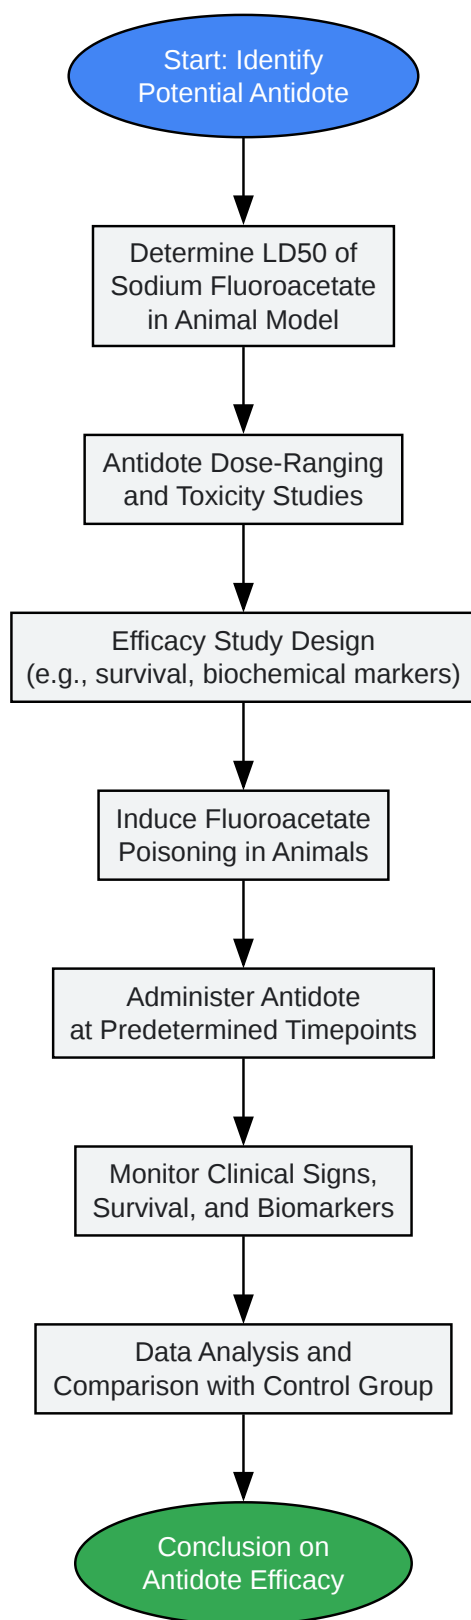 Start: Identify
Potential Antidote
Determine LD50 of
Sodium Fluoroacetate
in Animal Model
Antidote Dose-Ranging
and Toxicity Studies
Efficacy Study Design
(e.g., survival, biochemical markers)
Induce Fluoroacetate
Poisoning in Animals
Administer Antidote
at Predetermined Timepoints
Monitor Clinical Signs,
Survival, and Biomarkers
Data Analysis and
Comparison with Control Group
Conclusion on
Antidote Efficacy